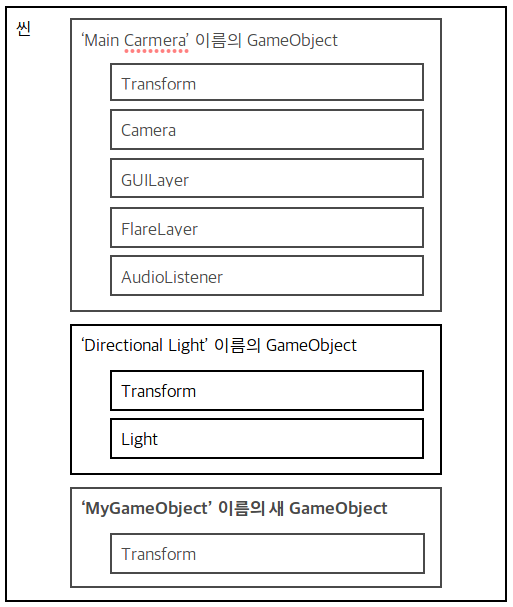 씬
‘Main Carmera’ 이름의 GameObject
Transform
Camera
GUILayer
FlareLayer
AudioListener
‘Directional Light’ 이름의 GameObject
Transform
Light
‘MyGameObject’ 이름의 새 GameObject
Transform